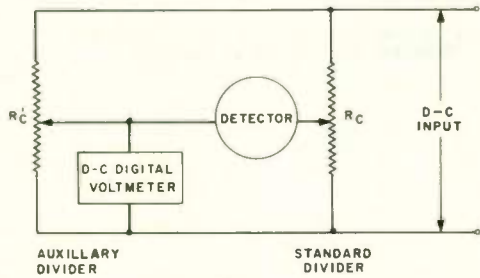 R'C
DETECTOR
RC
D-C
INPUT
D-C DIGITAL
VOLTMETER
AUXILLARY
DIVIDER
STANDARD
DIVIDER